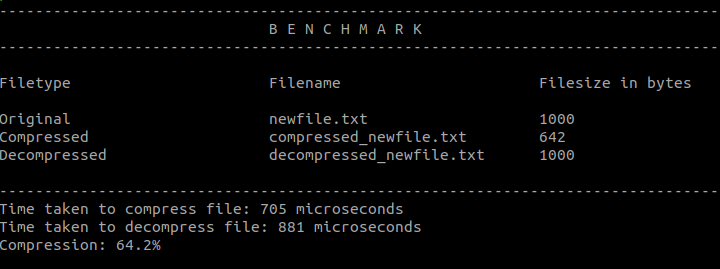 --------------------------------------------------------------------------------
B E N C H M A R K
--------------------------------------------------------------------------------
Filetype Filename Filesize in bytes
Original newfile.txt 1000
Compressed compressed_newfile.txt 642
Decompressed decompressed_newfile.txt 1000
--------------------------------------------------------------------------------
Time taken to compress file: 705 microseconds
Time taken to decompress file: 881 microseconds
Compression: 64.2%